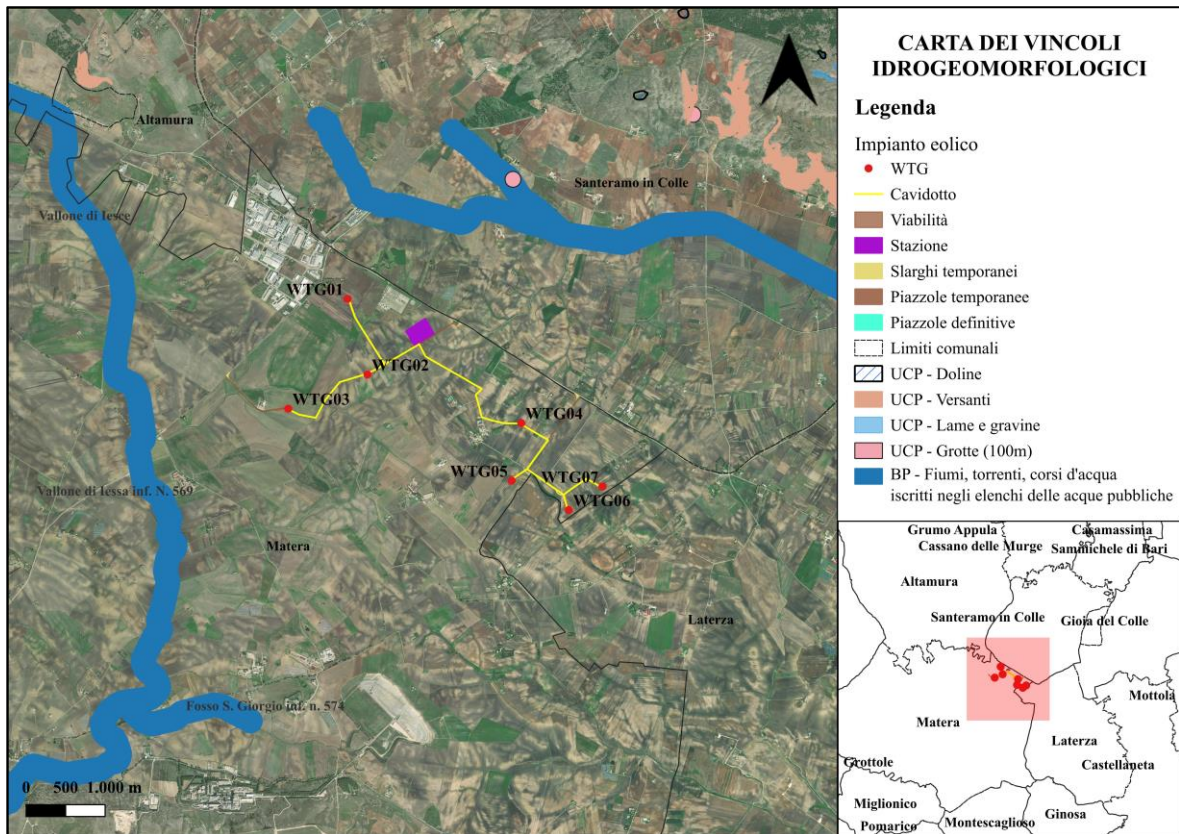 Altamura
Santeramo in Colle
Vallone di Iesce
WTG01
WTG02
WTG03
WTG04
WTG05
WTG07
WTG06
Vallone di Iessa inf. N. 569
Matera
Laterza
Fosso S. Giorgio inf. n. 574
0 500 1.000 m
CARTA DEI VINCOLI
IDROGEOMORFOLOGICI
Legenda
Impianto eolico
WTG
Cavidotto
Viabilità
Stazione
Slarghi temporanei
Piazzole temporanee
Piazzole definitive
Limiti comunali
UCP - Doline
UCP - Versanti
UCP - Lame e gravine
UCP - Grotte (100m)
BP - Fiumi, torrenti, corsi d'acqua
iscritti negli elenchi delle acque pubbliche
Grumo Appula
Casamassima
Cassano delle Murge
Sammichele di Bari
Altamura
Santeramo in Colle
Gioia del Colle
Mottola
Matera
Laterza
Castellaneta
Grottole
Miglionico
Ginosa
Pomarico
Montescaglioso